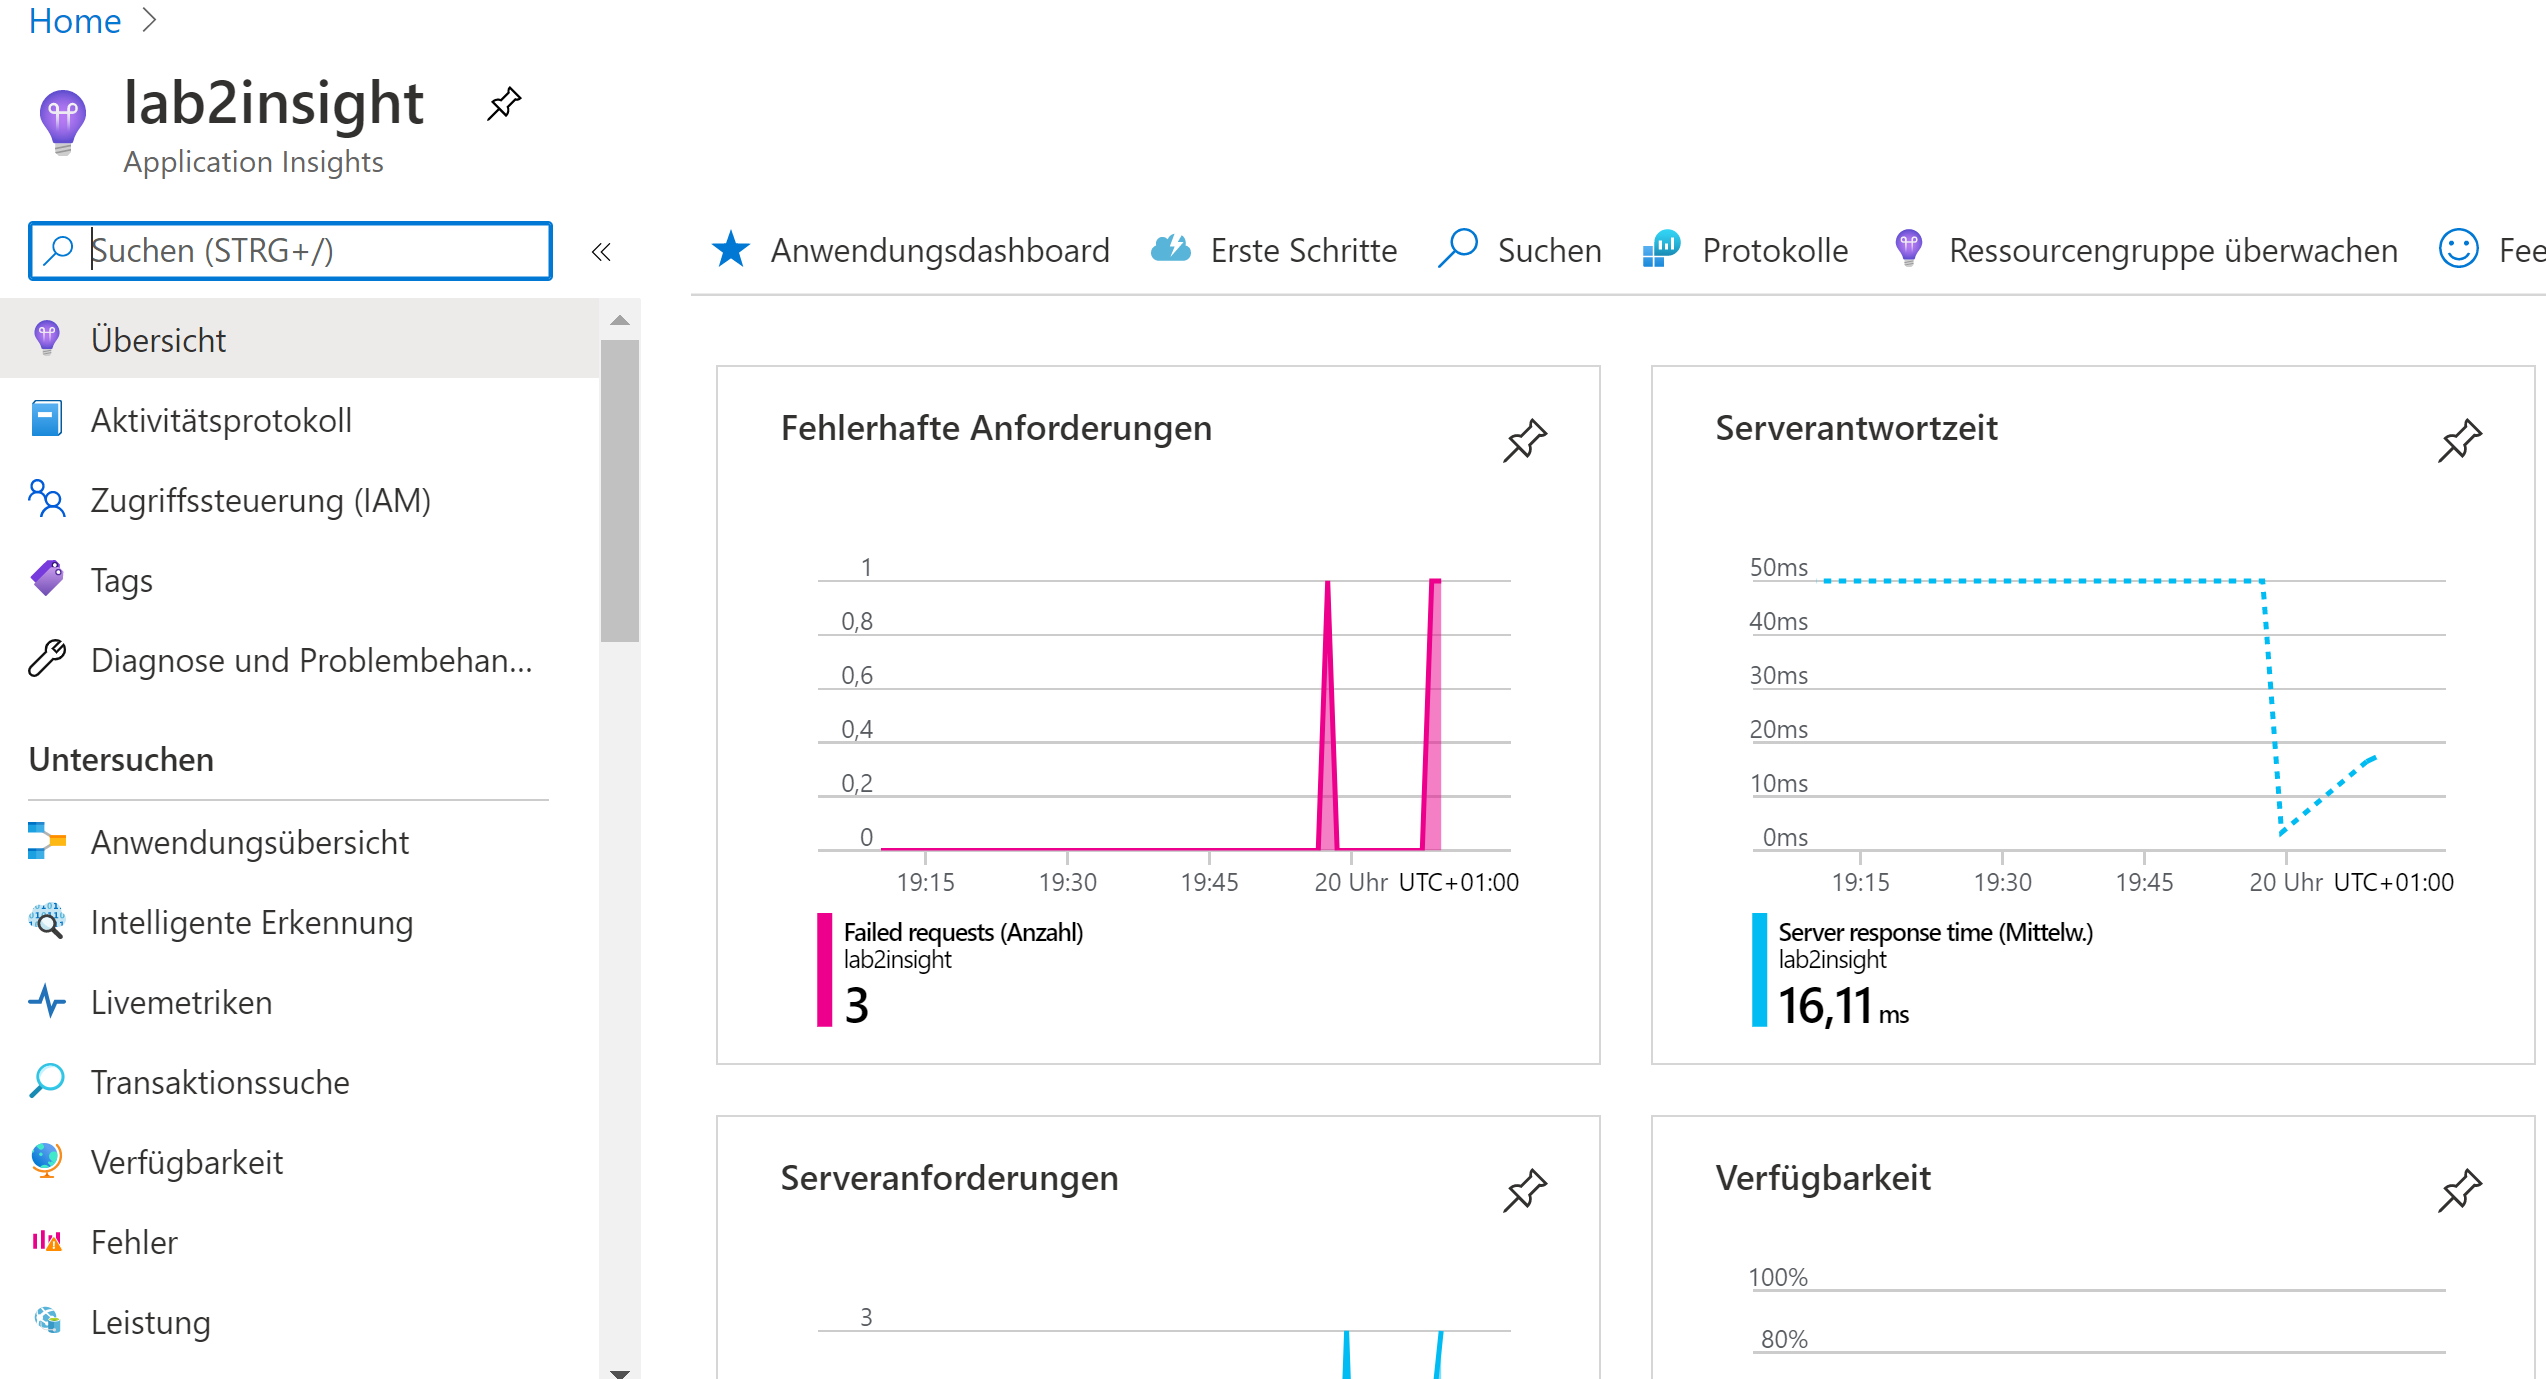 Home
lab2insight
Application Insights
Suchen (STRG+/)
Übersicht
Aktivitätsprotokoll
Zugriffssteuerung (IAM)
Tags
Diagnose und Problembehan...
Untersuchen
Anwendungsübersicht
Intelligente Erkennung
Livemetriken
Transaktionssuche
Verfügbarkeit
Fehler
Leistung
Anwendungsdashboard Erste Schritte Suchen Protokolle Ressourcengruppe überwachen Fee
Fehlerhafte Anforderungen
1
0,8
0,6
0,4
0,2
0
19:15 19:30 19:45 20 Uhr UTC+01:00
Failed requests (Anzahl)
lab2insight
3
Serverantwortzeit
50ms
40ms
30ms
20ms
10ms
0ms
19:15 19:30 19:45 20 Uhr UTC+01:00
Server response time (Mittelw.)
lab2insight
16,11 ms
Serveranforderungen
3
Verfügbarkeit
100%
80%